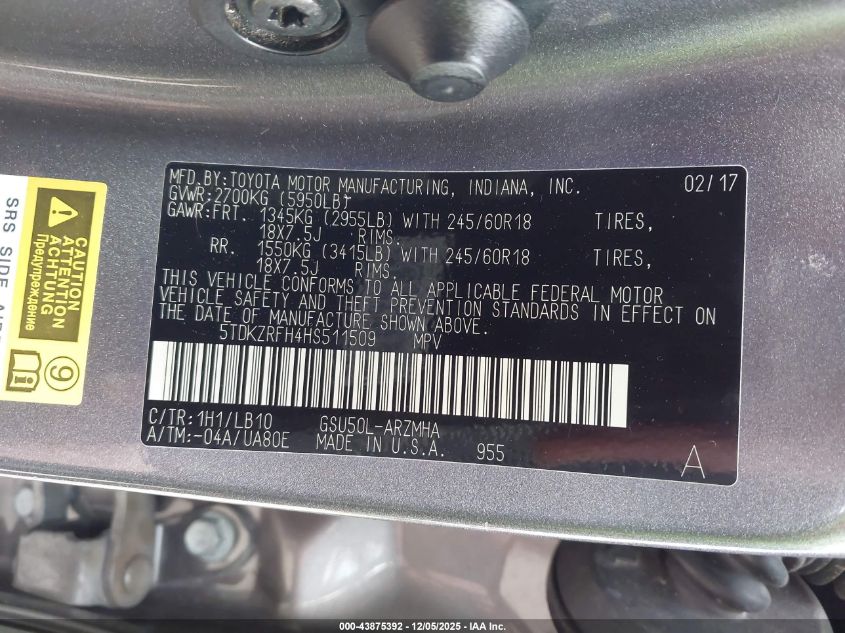 MFD.BY:TOYOTA MOTOR MANUFACTURING, INDIANA, INC. 02/17
GVWR:2700KG (5950LB)
GAWR:FRT. 1345KG (2955LB) WITH 245/60R18 TIRES,
18X7.5J RIMS.
RR. 1550KG (3415LB) WITH 245/60R18 TIRES,
18X7.5J RIMS.
THIS VEHICLE CONFORMS TO ALL APPLICABLE FEDERAL MOTOR
VEHICLE SAFETY AND THEFT PREVENTION STANDARDS IN EFFECT ON
THE DATE OF MANUFACTURE SHOWN ABOVE.
5TDKZRFH4HS511509 MPV
C/TR:1H1/LB10 GSU50L-ARZMHA
A/TM:-04A/UA80E MADE IN U.S.A. 955 A
CAUTION
ATTENTION
ACHTUNG
Предупреждение
9
SRS SIDE
000-43875392 - 12/05/2025 - IAA Inc.